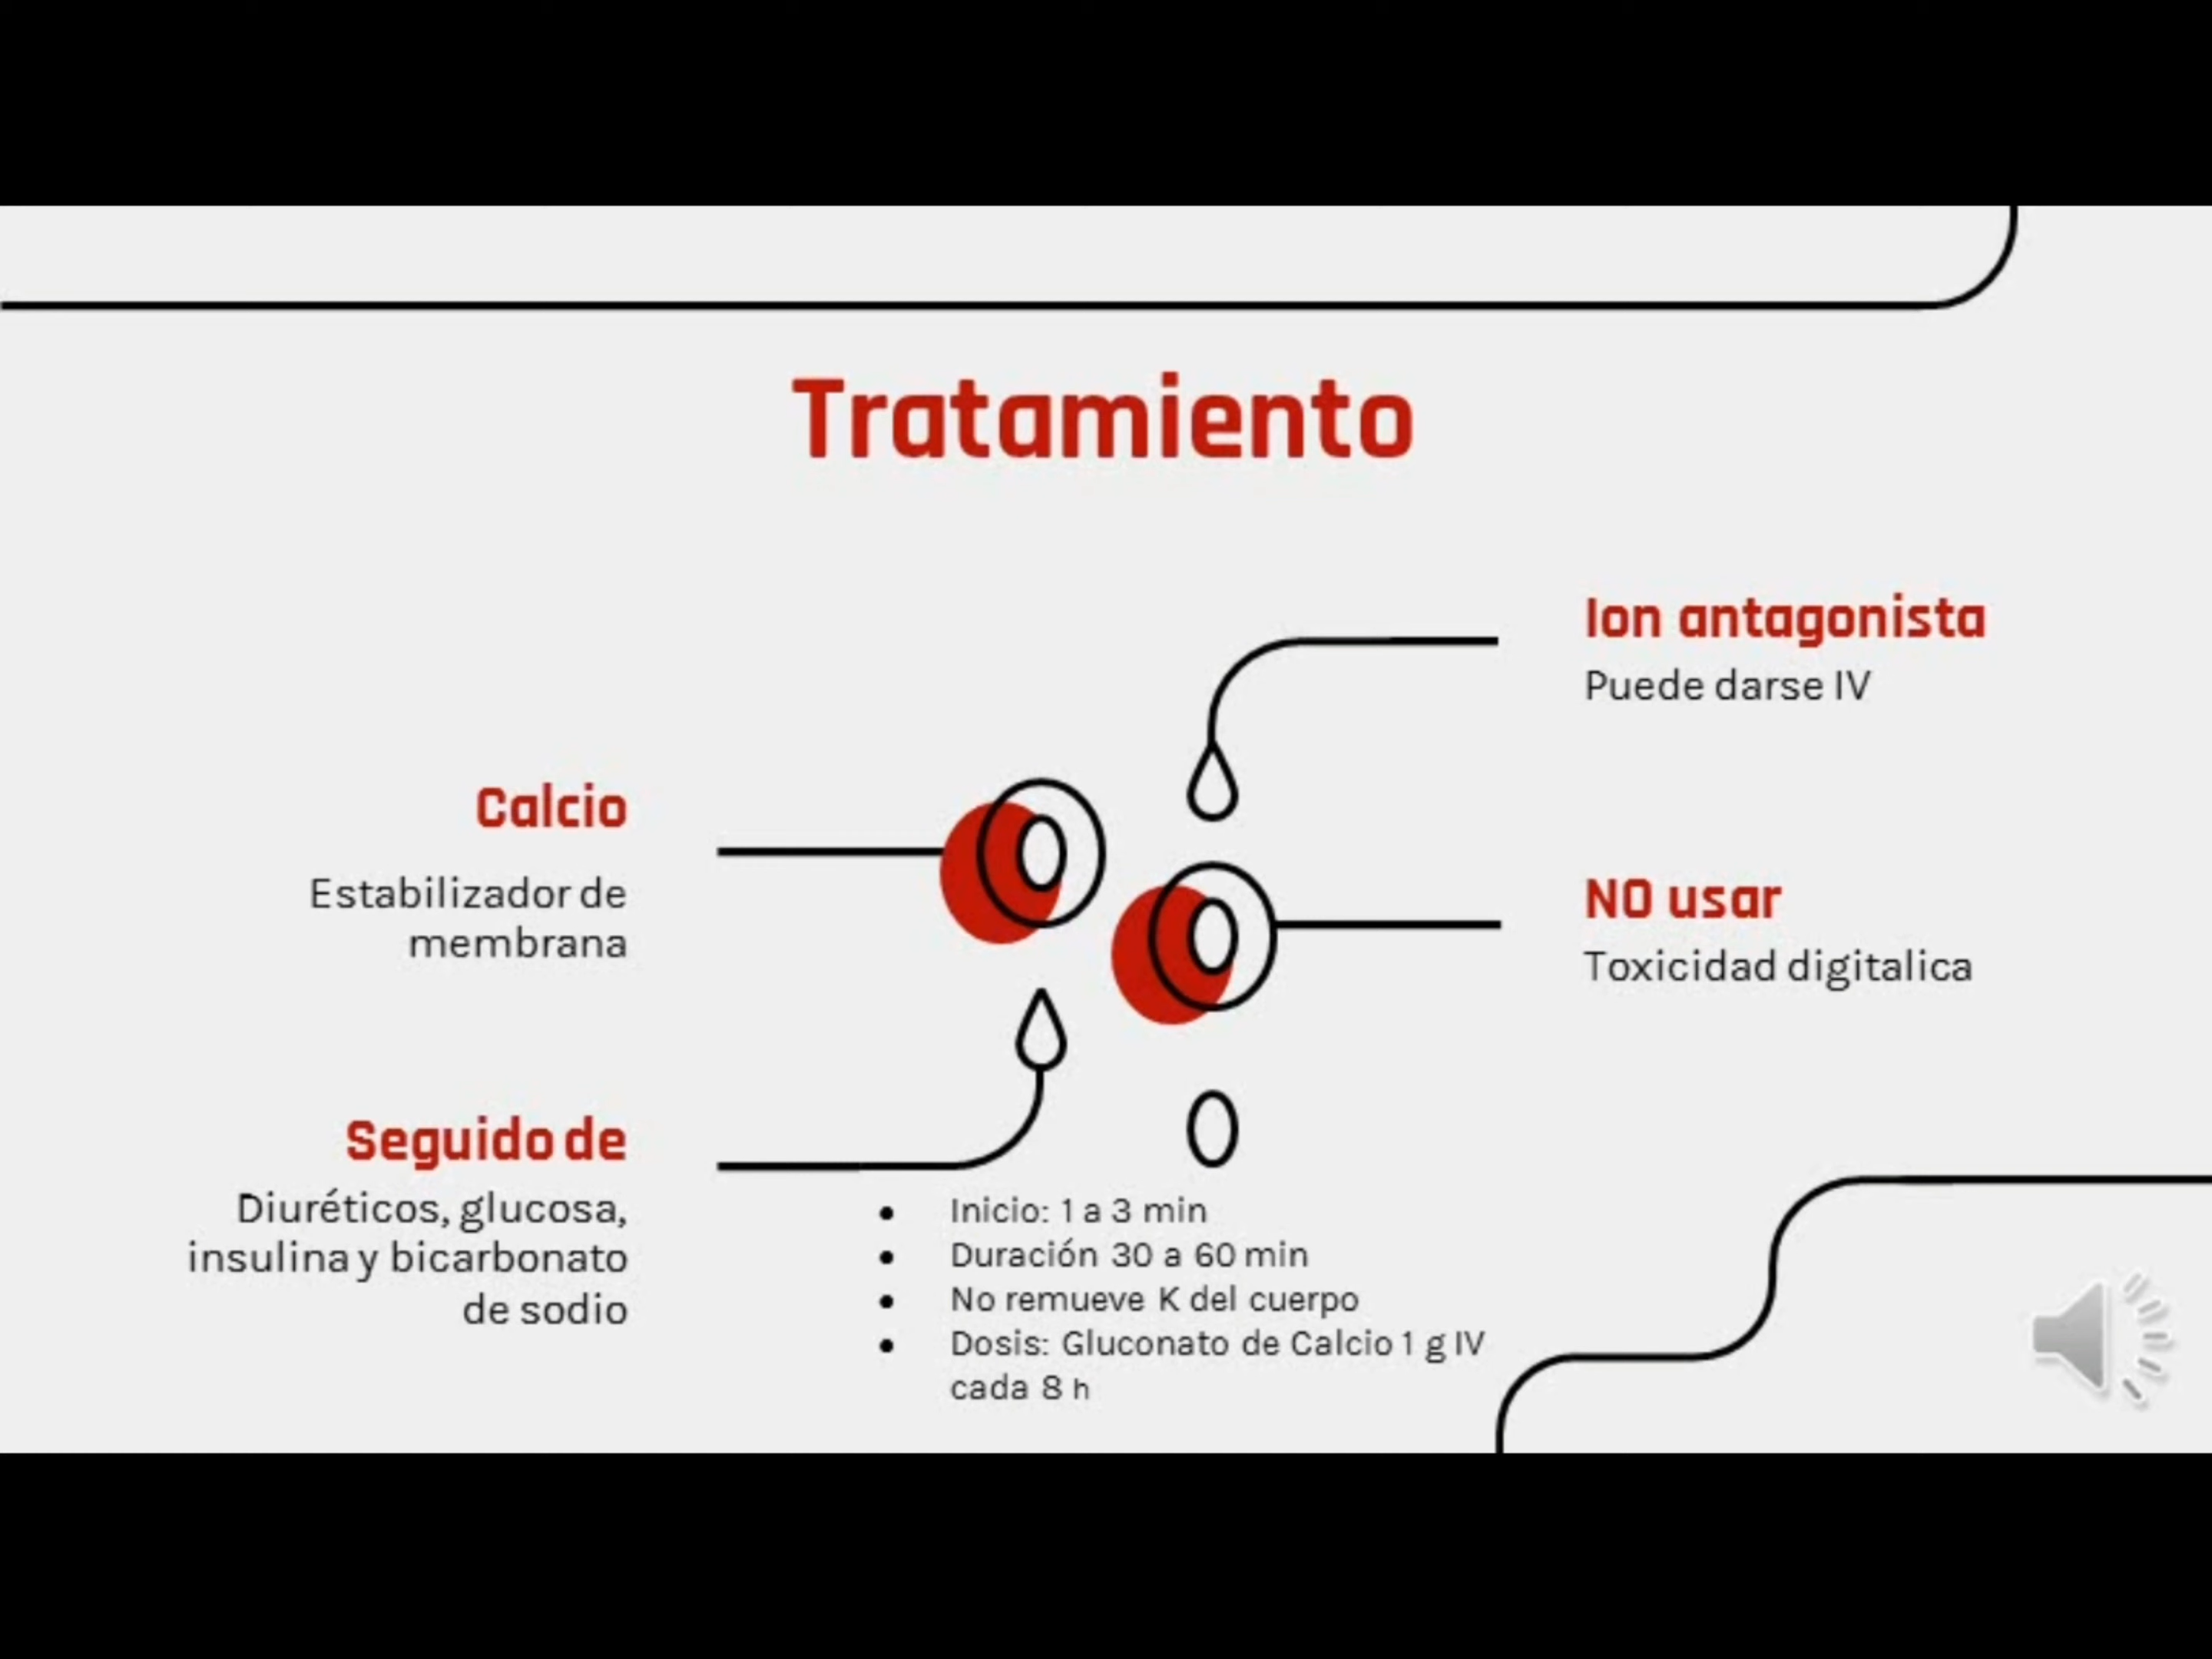 Tratamiento
Ion antagonista
Puede darse IV
Calcio
Estabilizador de
membrana
NO usar
Toxicidad digitalica
Seguido de
Diuréticos, glucosa,
insulina y bicarbonato
de sodio
Inicio: 1 a 3 min
Duración 30 a 60 min
No remueve K del cuerpo
Dosis: Gluconato de Calcio 1 g IV
cada 8 h